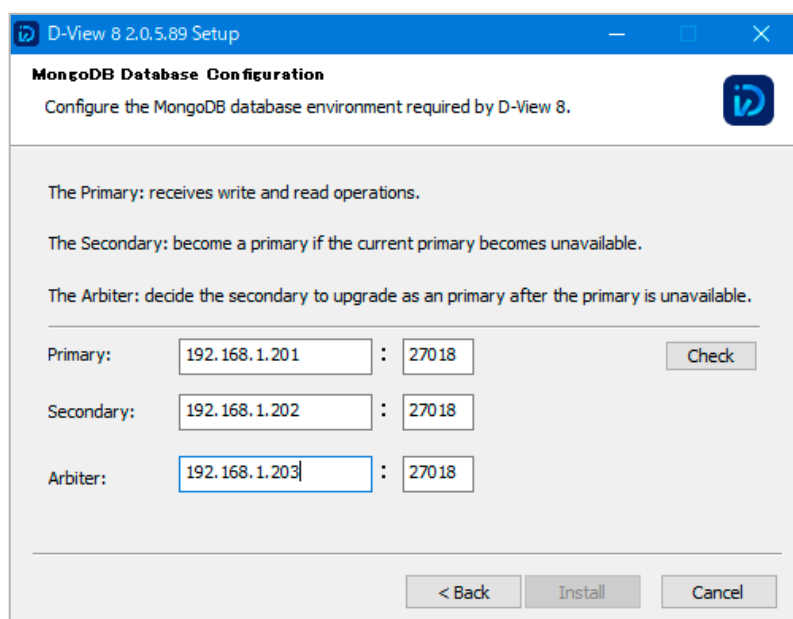 D-View 8 2.0.5.89 Setup
MongoDB Database Configuration
Configure the MongoDB database environment required by D-View 8.
The Primary: receives write and read operations.
The Secondary: become a primary if the current primary becomes unavailable.
The Arbiter: decide the secondary to upgrade as an primary after the primary is unavailable.
Primary: 192.168.1.201 : 27018 Check
Secondary: 192.168.1.202 : 27018
Arbiter: 192.168.1.203 : 27018
< Back Install Cancel